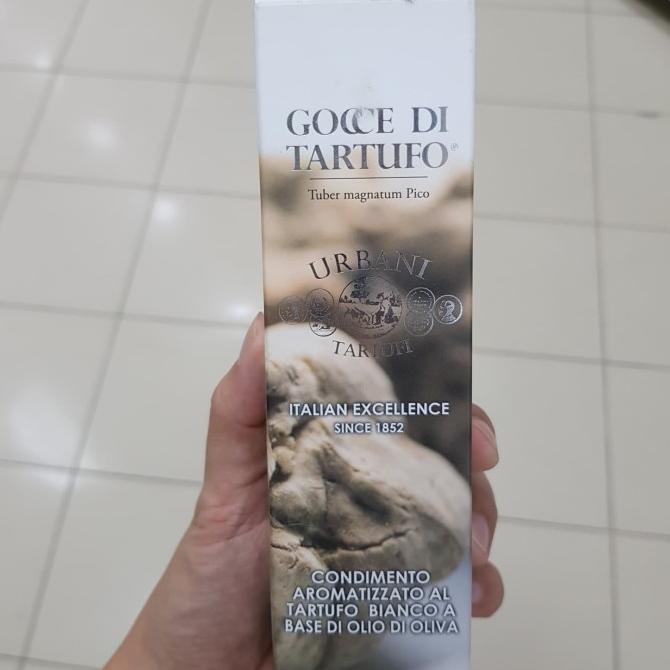 GOCCE DI
TARTUFO®
Tuber magnatum Pico
URBANI
TARTUFI
ITALIAN EXCELLENCE
SINCE 1852
CONDIMENTO
AROMATIZZATO AL
TARTUFO BIANCO A
BASE DI OLIO DI OLIVA